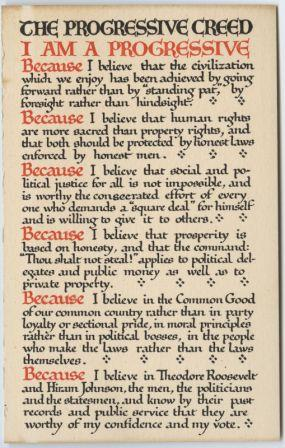 THE PROGRESSIVE CREED
I AM A PROGRESSIVE
Because I believe that the civilization
which we enjoy has been achieved by going
forward rather than by "standing pat," by
foresight rather than hindsight.
Because I believe that human rights
are more sacred than property rights, and
that both should be protected by honest laws
enforced by honest men.
Because I believe that social and po-
litical justice for all is not impossible, and
is worthy the consecrated effort of every
one who demands a "square deal" for himself
and is willing to give it to others.
Because I believe that prosperity is
based on honesty, and that the command:
"Thou shalt not steal!" applies to political del-
egates and public money as well as to
private property.
Because I believe in the Common Good
of our common country rather than in party
loyalty or sectional pride, in moral principles
rather than in political bosses, in the people
who make the laws rather than the laws
themselves.
Because I believe in Theodore Roosevelt
and Hiram Johnson, the men, the politicians
and the statesmen, and know by their past
records and public service that they are
worthy of my confidence and my vote.